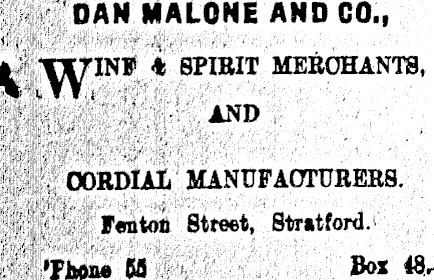 DAN MALONE AND CO.,
WINE & SPIRIT MERCHANTS,
AND
CORDIAL MANUFACTURERS.
Fenton Street, Stratford.
'Phone 55 Box 48.